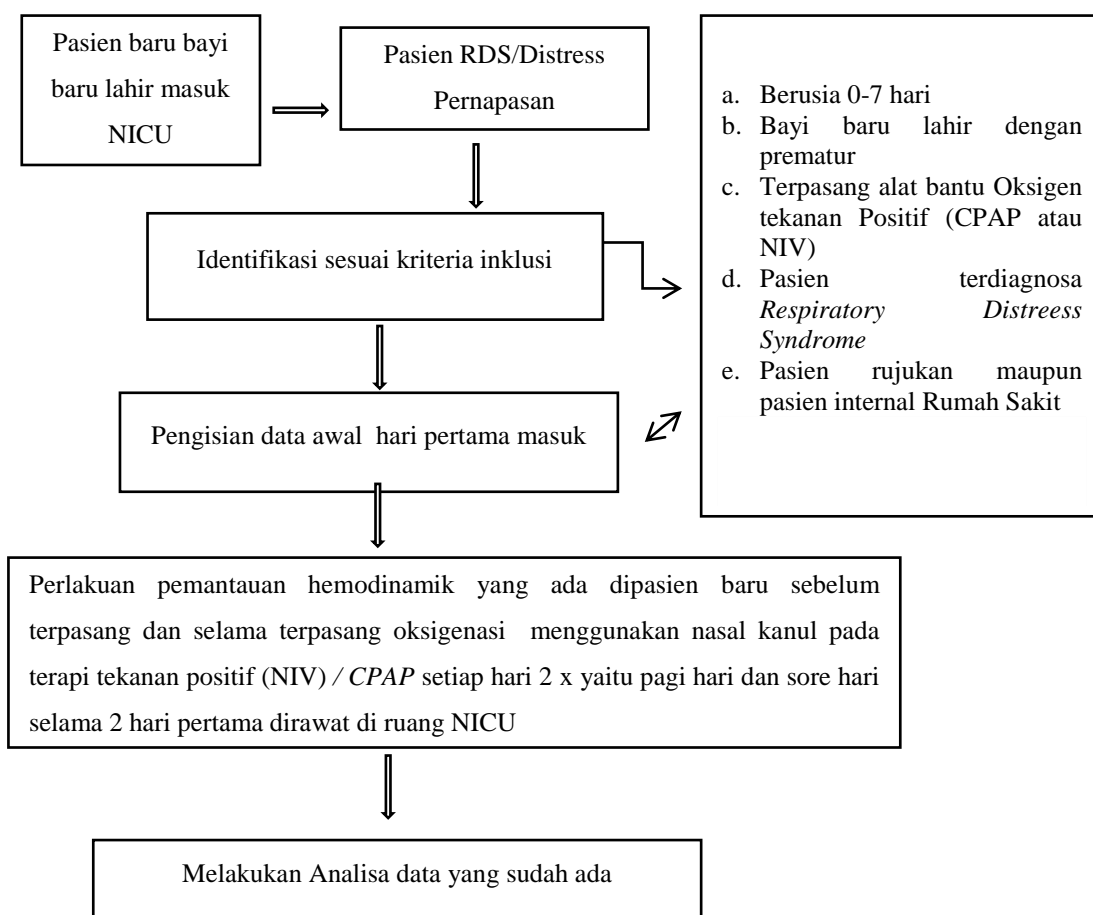 Pasien baru bayi
baru lahir masuk
NICU
Pasien RDS/Distress
Pernapasan
Identifikasi sesuai kriteria inklusi
a. Berusia 0-7 hari
b. Bayi baru lahir dengan
prematur
c. Terpasang alat bantu Oksigen
tekanan Positif (CPAP atau
NIV)
d. Pasien terdiagnosa
Respiratory Distreess
Syndrome
e. Pasien rujukan maupun
pasien internal Rumah Sakit
Pengisian data awal hari pertama masuk
Perlakuan pemantauan hemodinamik yang ada dipasien baru sebelum
terpasang dan selama terpasang oksigenasi menggunakan nasal kanul pada
terapi tekanan positif (NIV) / CPAP setiap hari 2 x yaitu pagi hari dan sore hari
selama 2 hari pertama dirawat di ruang NICU
Melakukan Analisa data yang sudah ada